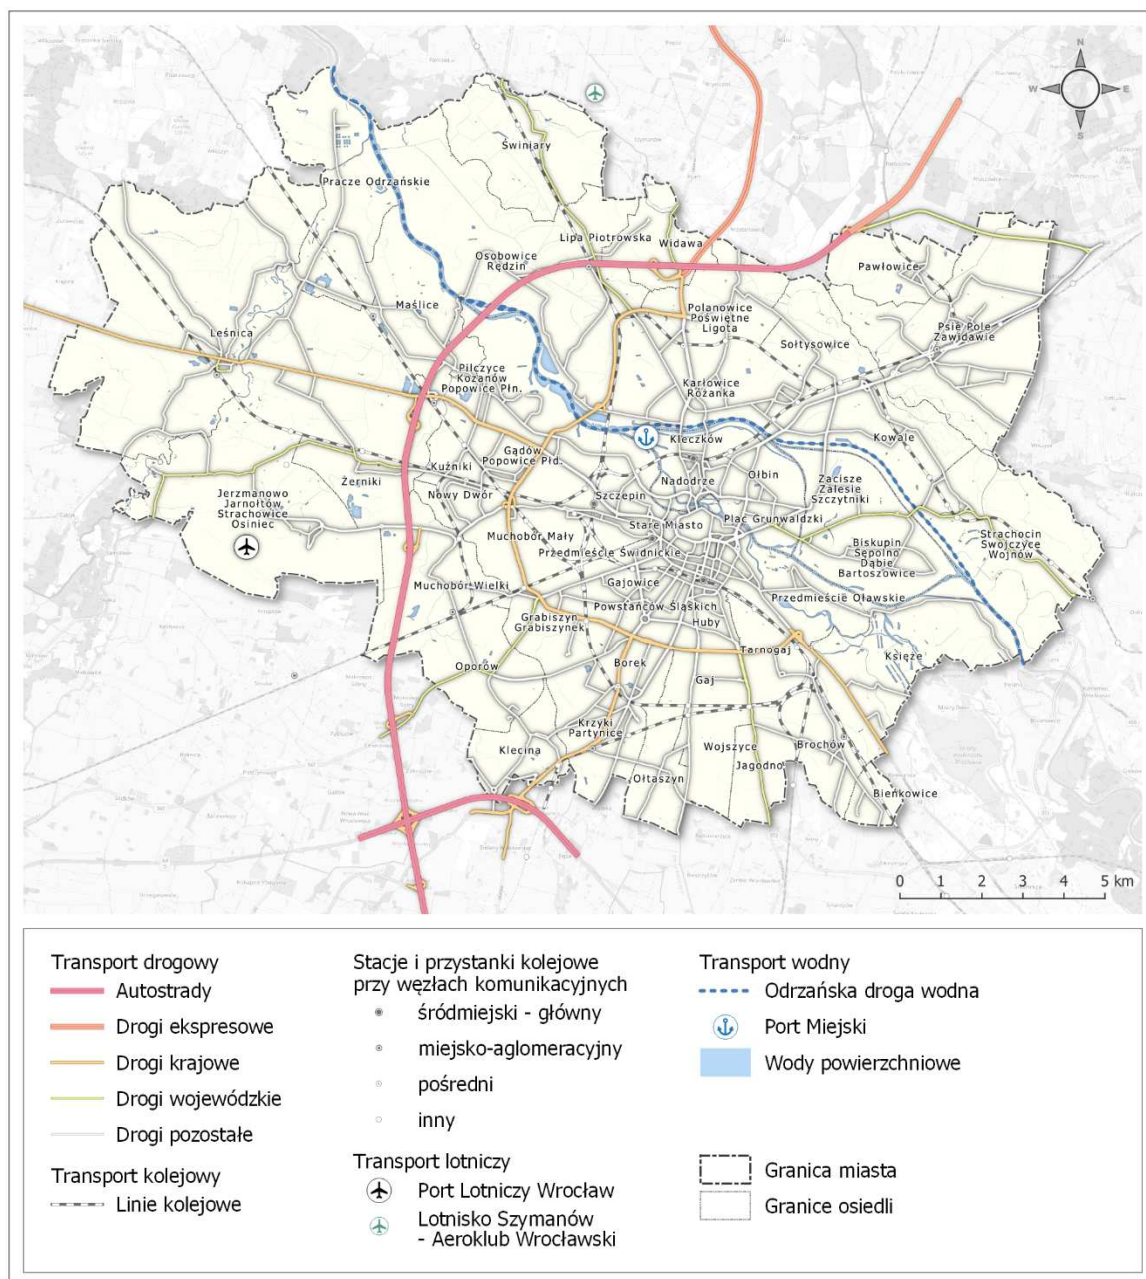 N
W
E
S
Świniary
Pracze Odrzańskie
Lipa Piotrowska
Widawa
Osobowice
Rędzin
Pawłowice
Maślice
Polanowice
Poświętne
Ligota
Psie Pole
Zawidawie
Leśnica
Sołtysowice
Pilczyce
Kozanów
Popowice Płn.
Karłowice
Różanka
Kleczków
Kowale
Gądów
Popowice Płd.
Kuźniki
Ołbin
Żerniki
Nadodrze
Zacisze
Zalesie
Szczytniki
Nowy Dwór
Szczepin
Jerzmanowo
Jarnołtów
Strachowice
Osiniec
Stare Miasto
Plac Grunwaldzki
Strachocin
Swojczyce
Wojnów
Muchobór Mały
Przedmieście Świdnickie
Biskupin
Sępolno
Dąbie
Bartoszowice
Muchobór Wielki
Gajowice
Przedmieście Oławskie
Powstańców Śląskich
Grabiszyn
Grabiszynek
Huby
Tarnogaj
Księże
Oporów
Borek
Gaj
Krzyki
Partynice
Klecina
Wojszyce
Brochów
Jagodno
Ołtaszyn
Bieńkowice
0 1 2 3 4 5 km
Transport drogowy
Autostrady
Drogi ekspresowe
Drogi krajowe
Drogi wojewódzkie
Drogi pozostałe
Transport kolejowy
Linie kolejowe
Stacje i przystanki kolejowe
przy węzłach komunikacyjnych
śródmiejski - główny
miejsko-aglomeracyjny
pośredni
inny
Transport lotniczy
Port Lotniczy Wrocław
Lotnisko Szymanów
- Aeroklub Wrocławski
Transport wodny
Odrzańska droga wodna
Port Miejski
Wody powierzchniowe
Granica miasta
Granice osiedli